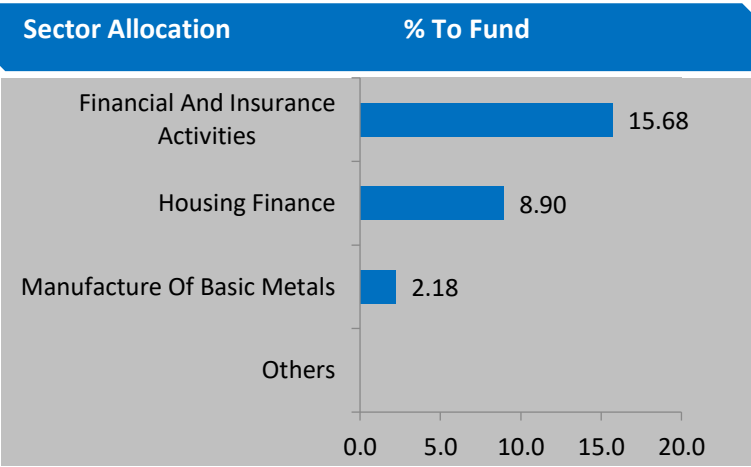 Sector Allocation % To Fund
Financial And Insurance
Activities
15.68
Housing Finance 8.90
Manufacture Of Basic Metals 2.18
Others
0.0 5.0 10.0 15.0 20.0